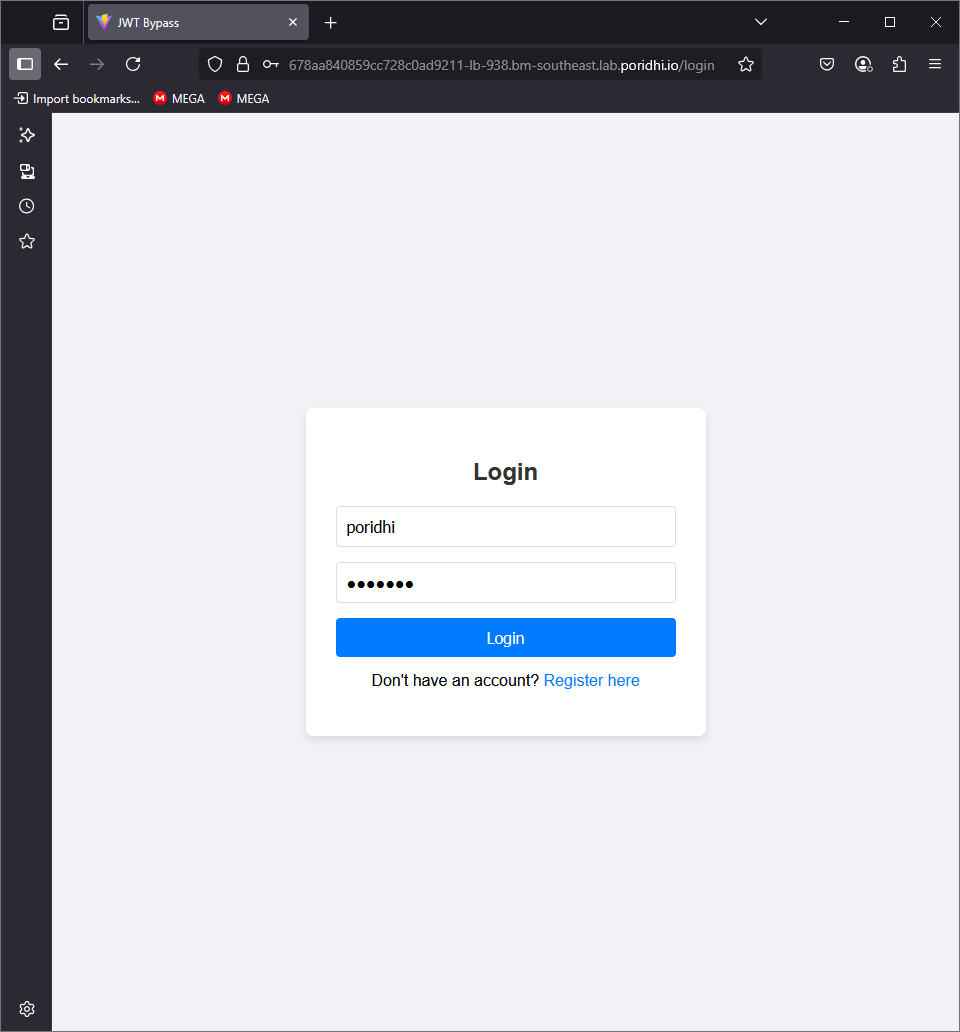 JWT Bypass
678aa840859cc728c0ad9211-lb-938.bm-southeast.lab.poridhi.io/login
Import bookmarks... MEGA MEGA
Login
poridhi
●●●●●●●
Login
Don't have an account? Register here